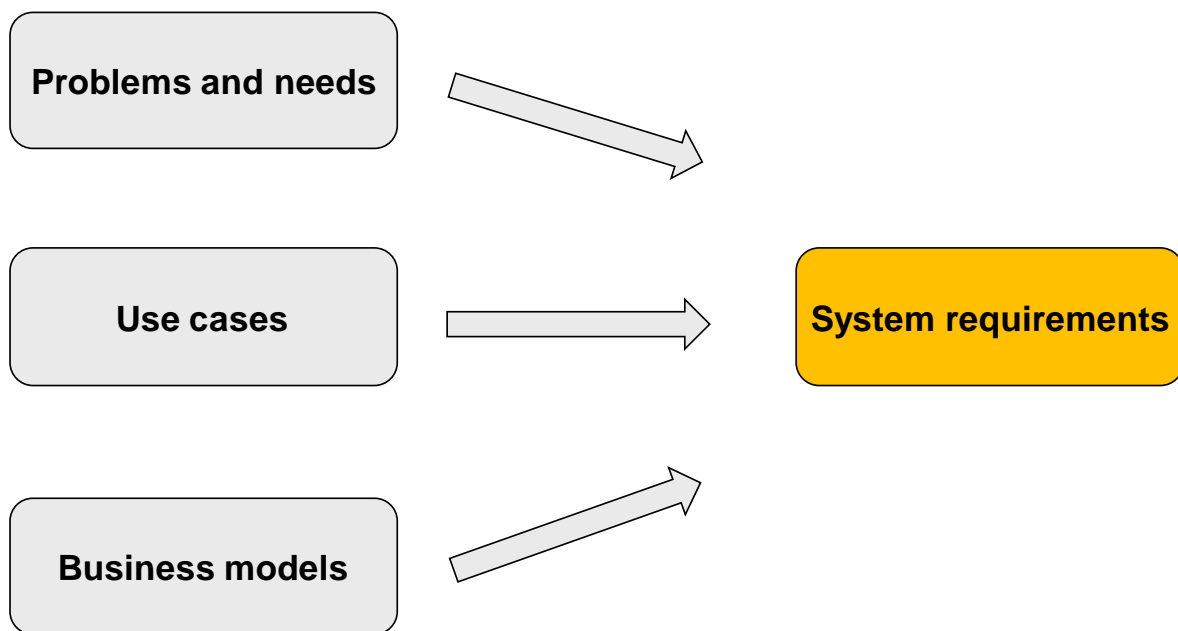 Problems and needs
Use cases
System requirements
Business models